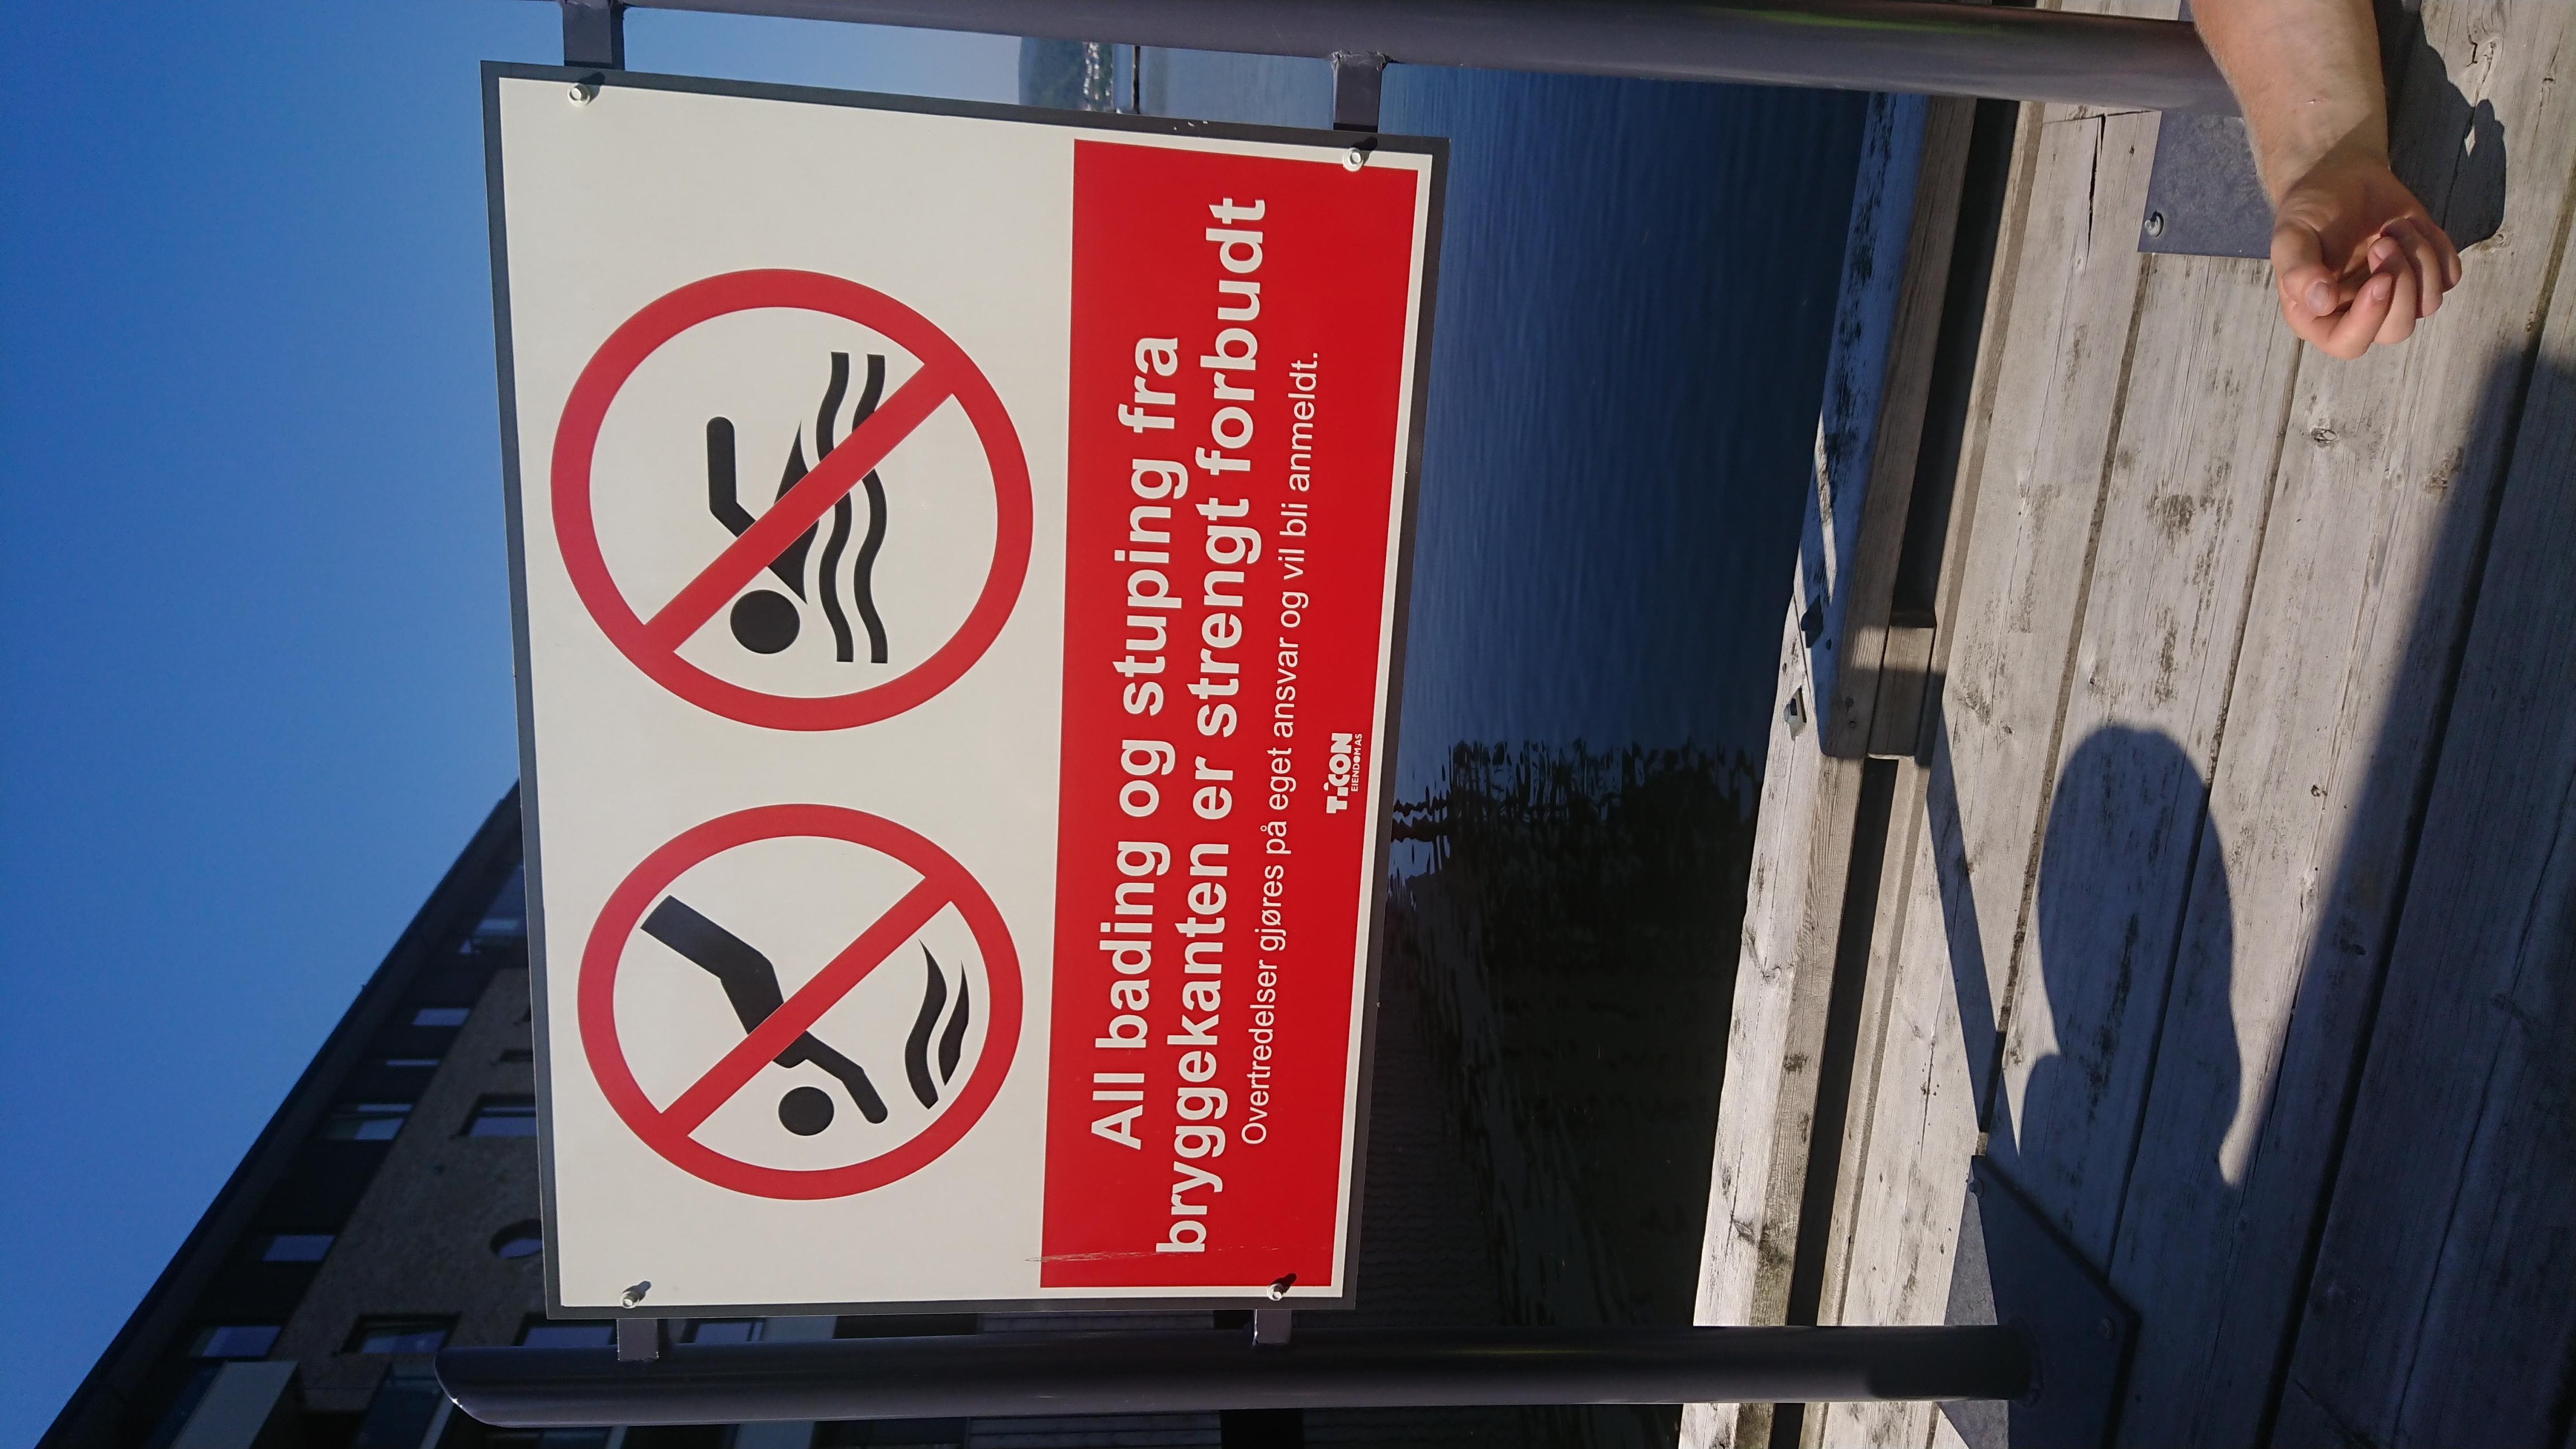 All bading og stuping fra
bryggekanten er strengt forbudt
Overtredelser gjøres på eget ansvar og vil bli anmeldt.
TiCON
EIENDOM AS